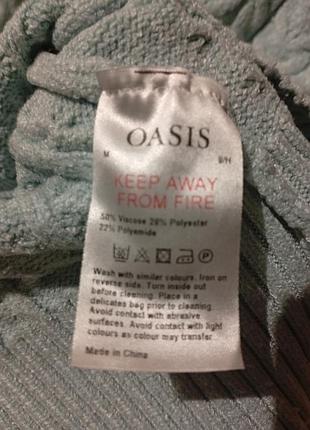 OASIS
M B/H
KEEP AWAY
FROM FIRE
50% Viscose 28% Polyester
22% Polyamide
Wash with similar colours. Iron on
reverse side. Turn inside out
before cleaning. Place in a
delicates bag prior to cleaning.
Avoid contact with abrasive
surfaces. Avoid contact with light
colours as colour may transfer.
Made in China